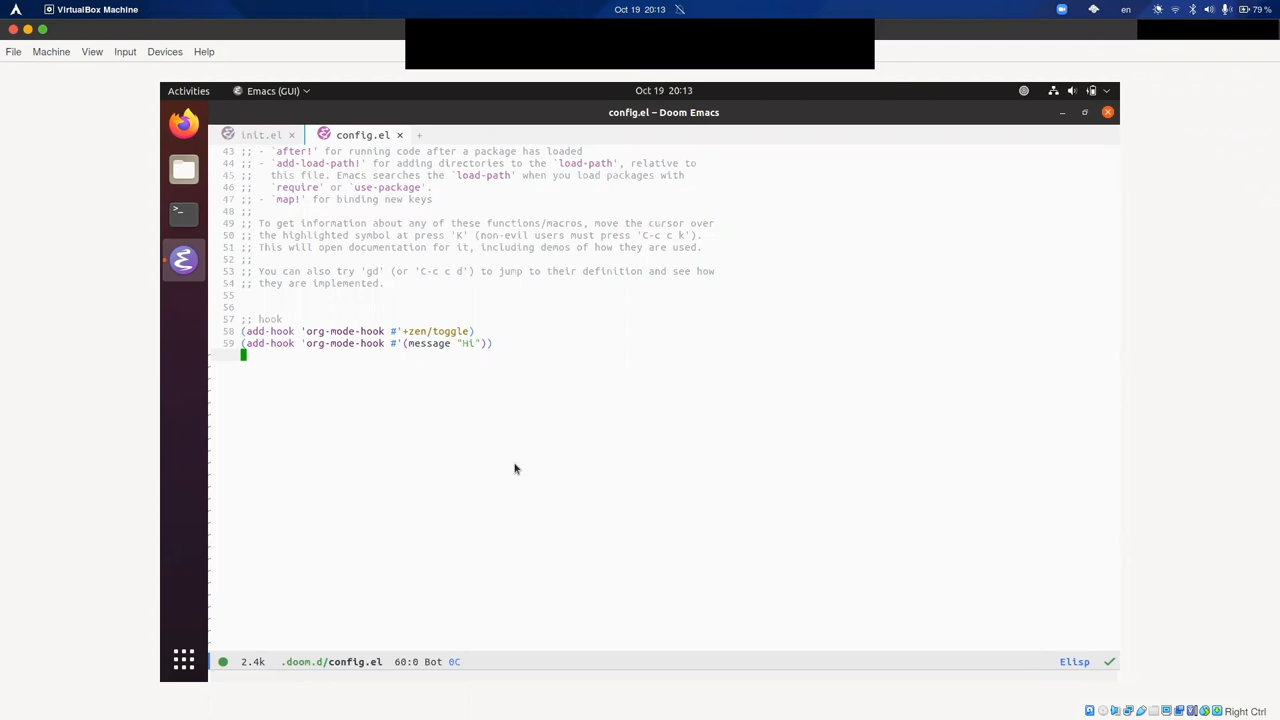 VirtualBox Machine
Oct 19 20:13
en
79 %
File Machine View Input Devices Help
Activities
Emacs (GUI)
Oct 19 20:13
config.el – Doom Emacs
init.el ×
config.el ×
+
43 ;; - `after!' for running code after a package has loaded
44 ;; - `add-load-path!' for adding directories to the `load-path', relative to
45 ;;   this file. Emacs searches the `load-path' when you load packages with
46 ;;   `require' or `use-package'.
47 ;; - `map!' for binding new keys
48 ;;
49 ;; To get information about any of these functions/macros, move the cursor over
50 ;; the highlighted symbol at press 'K' (non-evil users must press 'C-c c k').
51 ;; This will open documentation for it, including demos of how they are used.
52 ;;
53 ;; You can also try 'gd' (or 'C-c c d') to jump to their definition and see how
54 ;; they are implemented.
55
56
57 ;; hook
58 (add-hook 'org-mode-hook #'+zen/toggle)
59 (add-hook 'org-mode-hook #'(message "Hi"))
2.4k .doom.d/config.el 60:0 Bot 0C
Elisp
Right Ctrl